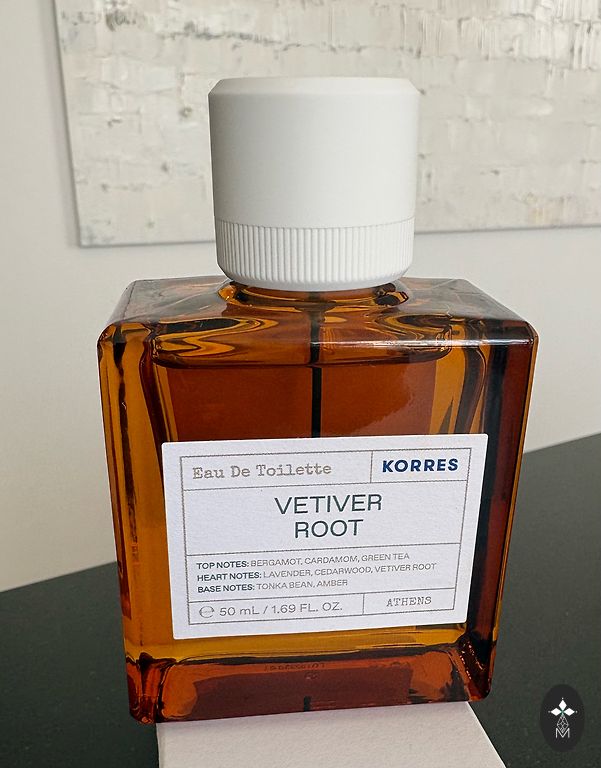 Eau De Toilette
KORRES
VETIVER
ROOT
TOP NOTES: BERGAMOT, CARDAMOM, GREEN TEA
HEART NOTES: LAVENDER, CEDARWOOD, VETIVER ROOT
BASE NOTES: TONKA BEAN, AMBER
℮ 50 mL / 1.69 FL. OZ.
ATHENS
M